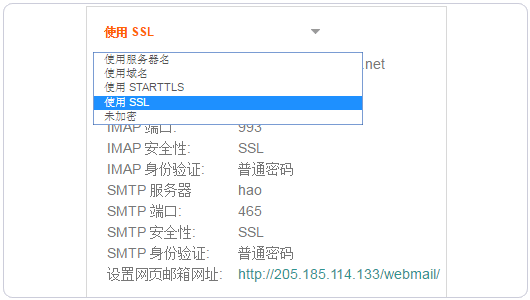 使用 SSL
使用服务器名
.net
使用域名
使用 STARTTLS
使用 SSL
未加密
IMAP 端口: 993
IMAP 安全性: SSL
IMAP 身份验证: 普通密码
SMTP 服务器 hao
SMTP 端口: 465
SMTP 安全性: SSL
SMTP 身份验证: 普通密码
设置网页邮箱网址: http://205.185.114.133/webmail/